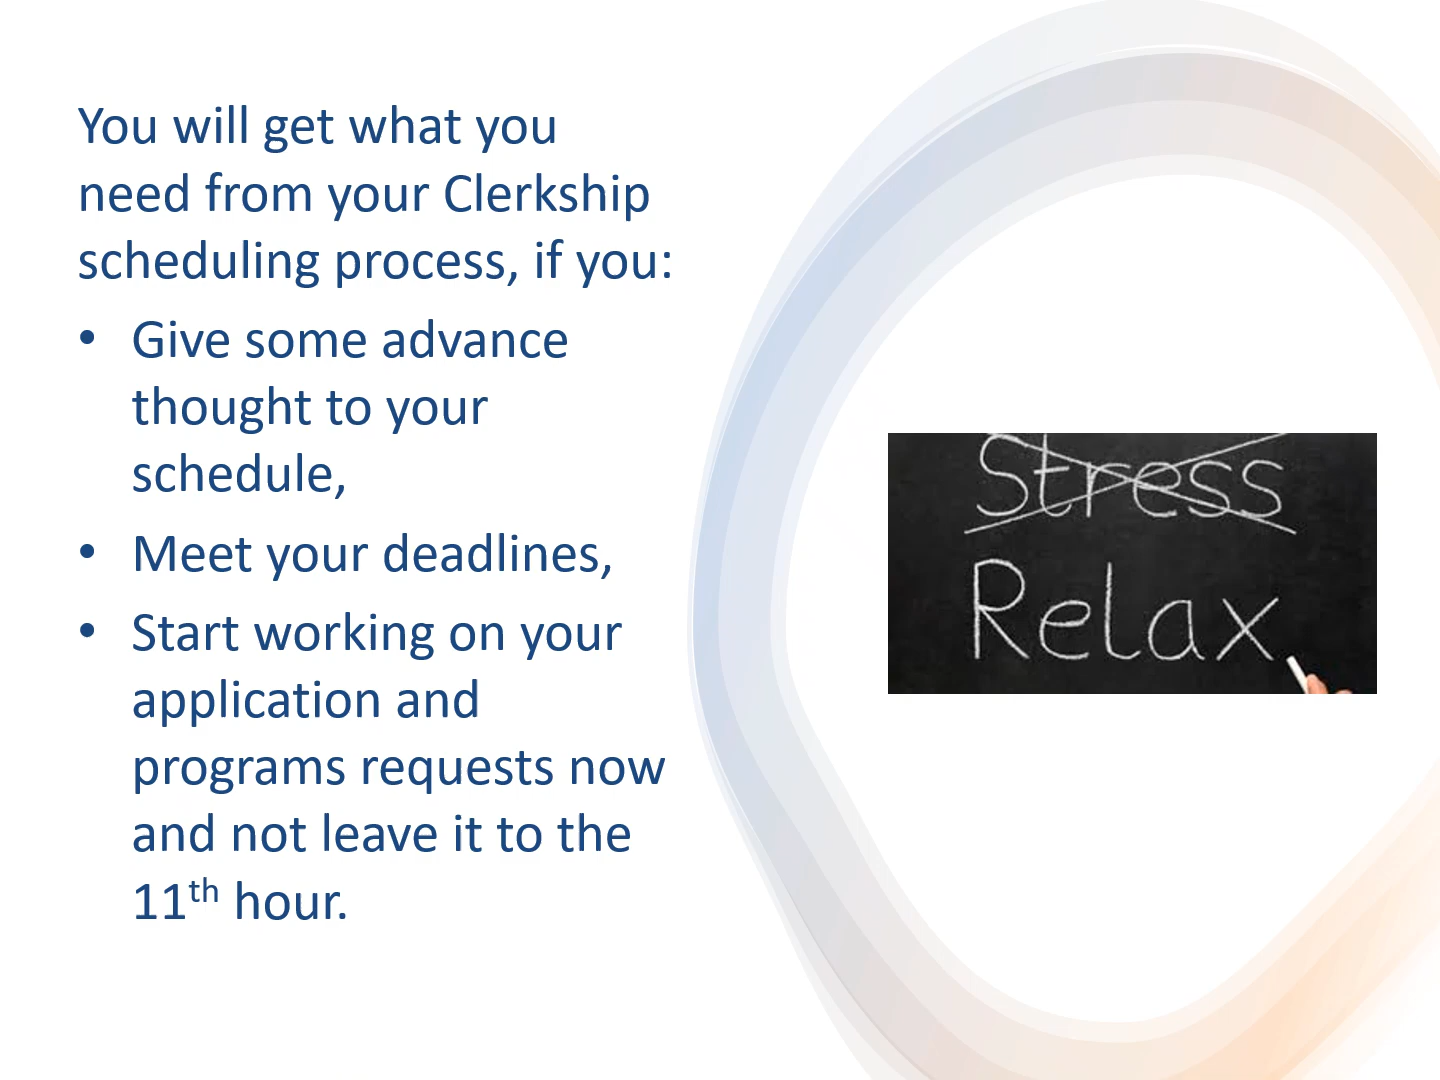 You will get what you
need from your Clerkship
scheduling process, if you:
• Give some advance
thought to your
schedule,
• Meet your deadlines,
• Start working on your
application and
programs requests now
and not leave it to the
11th hour.
Stress
Relax